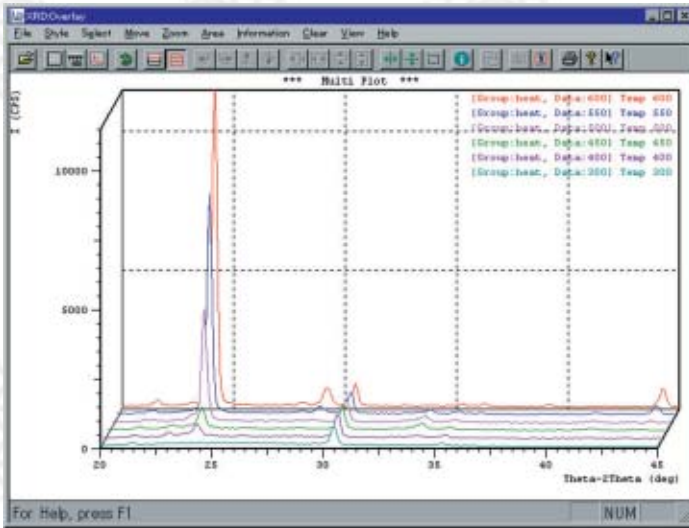 XRD:Overlay
File Style Select Move Zoom Area Information Clear View Help
*** Multi Plot ***
I (CPS)
[Group:heat, Data:600] Temp 600
[Group:heat, Data:550] Temp 550
[Group:heat, Data:500] Temp 500
[Group:heat, Data:450] Temp 450
[Group:heat, Data:400] Temp 400
[Group:heat, Data:300] Temp 300
10000
5000
0
20 25 30 35 40 45
Theta-2Theta (deg)
For Help, press F1 NUM